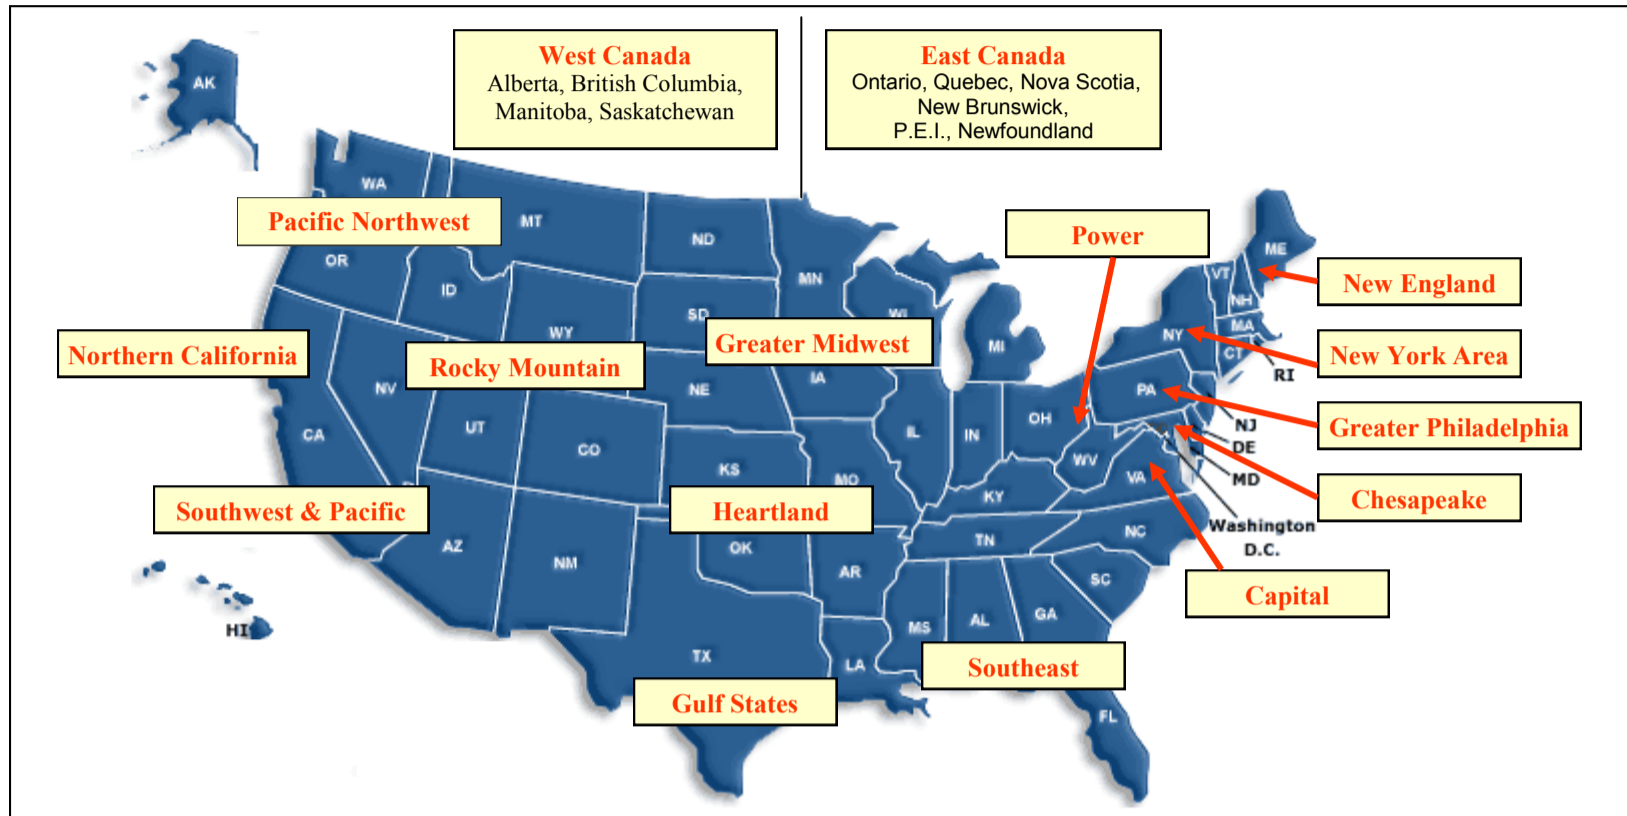 AK
West Canada
Alberta, British Columbia,
Manitoba, Saskatchewan
East Canada
Ontario, Quebec, Nova Scotia,
New Brunswick,
P.E.I., Newfoundland
WA
Pacific Northwest
MT
ND
OR
ID
MN
Power
ME
VT
NH
New England
WY
SD
WI
MI
NY
MA
CT
RI
New York Area
Northern California
Rocky Mountain
Greater Midwest
NV
NE
IA
PA
NJ
DE
MD
Greater Philadelphia
CA
UT
CO
KS
MO
IL
IN
OH
WV
VA
KY
Chesapeake
Southwest & Pacific
Heartland
Washington
D.C.
AZ
NM
OK
AR
TN
NC
SC
Capital
HI
TX
LA
MS
AL
GA
Southeast
Gulf States
FL